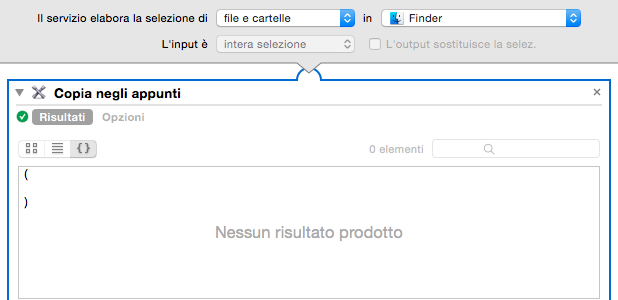 Il servizio elabora la selezione di file e cartelle in Finder
L'input è intera selezione L'output sostituisce la selez.
Copia negli appunti ×
Risultati Opzioni
{} 0 elementi
(
)
Nessun risultato prodotto